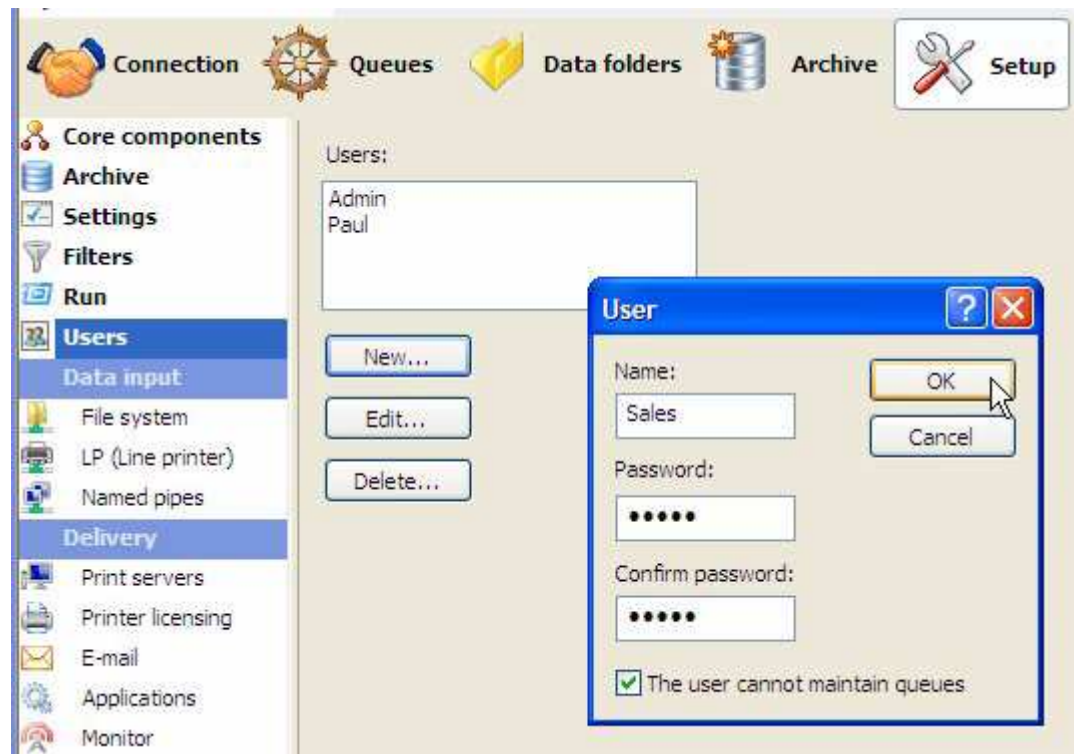 Connection
Queues
Data folders
Archive
Setup
Core components
Archive
Settings
Filters
Run
Users
Data input
File system
LP (Line printer)
Named pipes
Delivery
Print servers
Printer licensing
E-mail
Applications
Monitor
Users:
Admin
Paul
New...
Edit...
Delete...
User
Name:
Sales
Password:
•••••
Confirm password:
•••••
The user cannot maintain queues
OK
Cancel